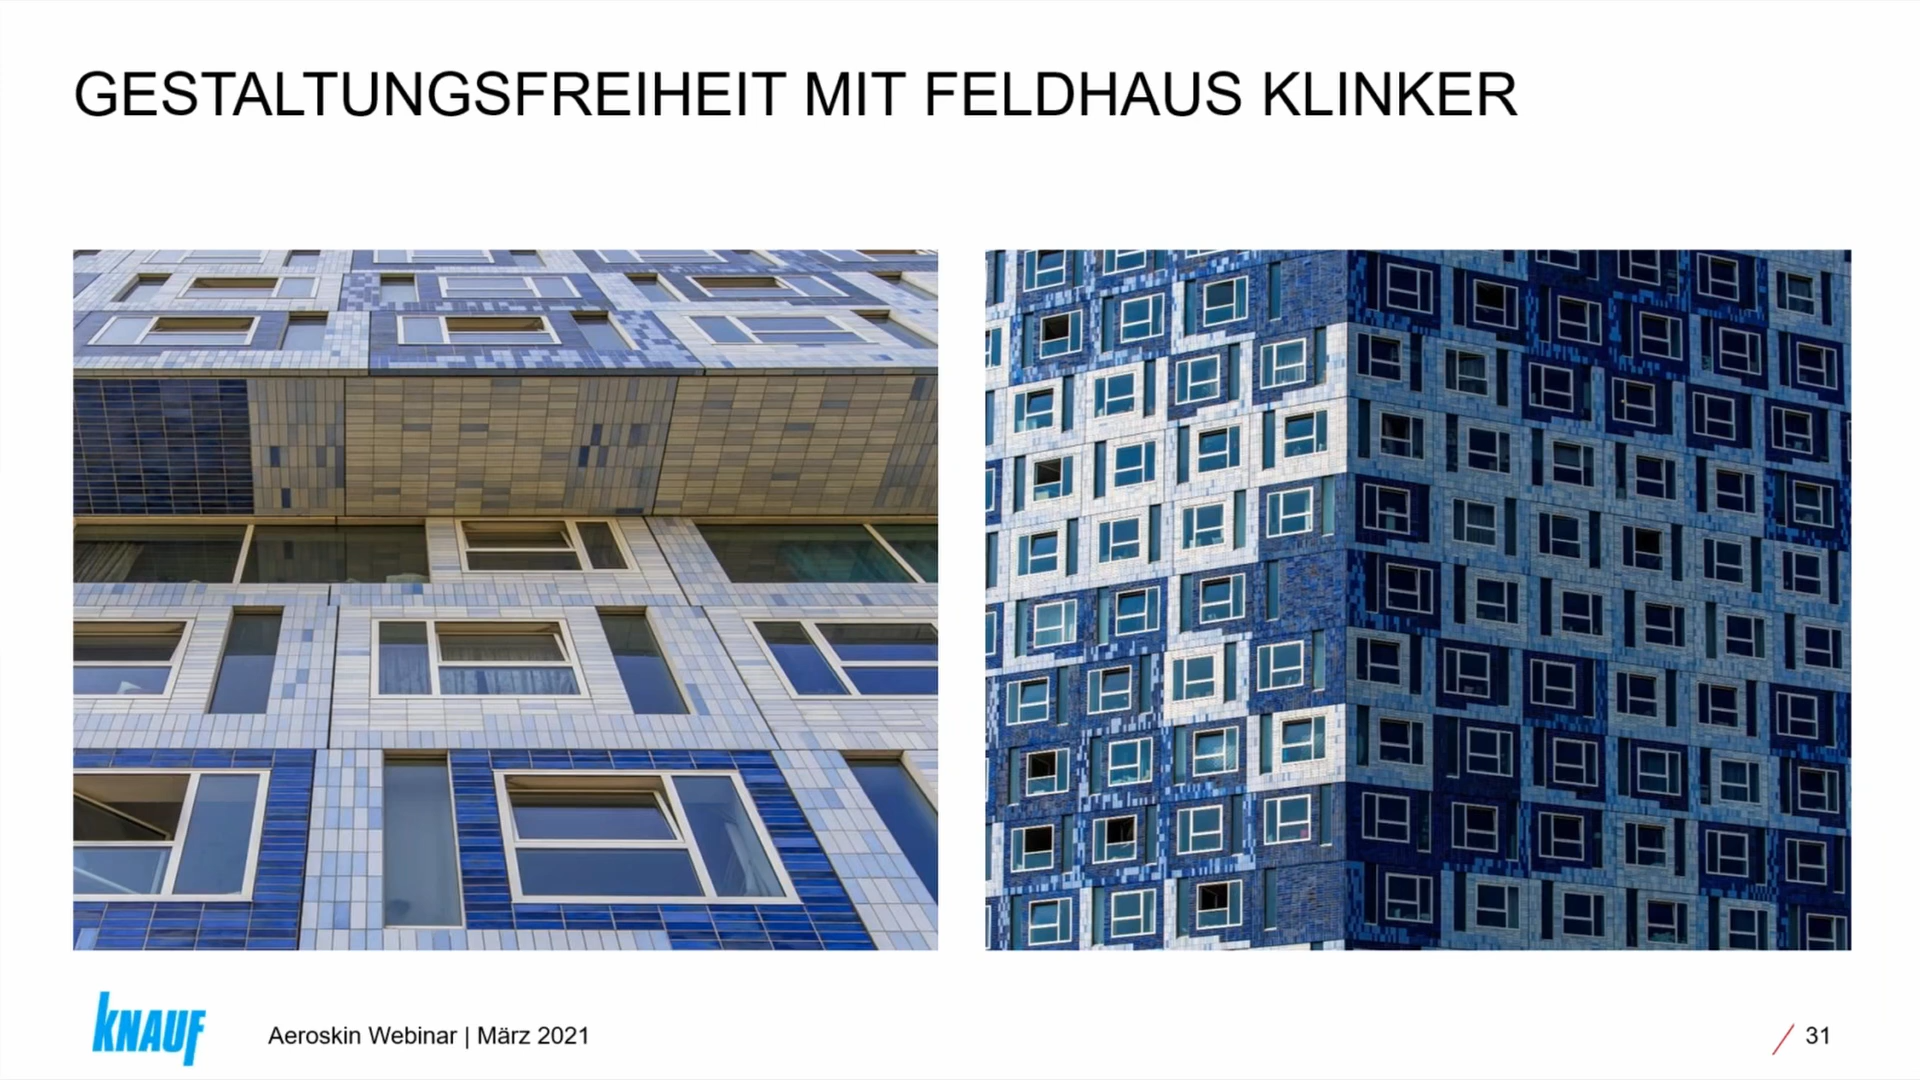 GESTALTUNGSFREIHEIT MIT FELDHAUS KLINKER
KNAUF
Aeroskin Webinar | März 2021
31